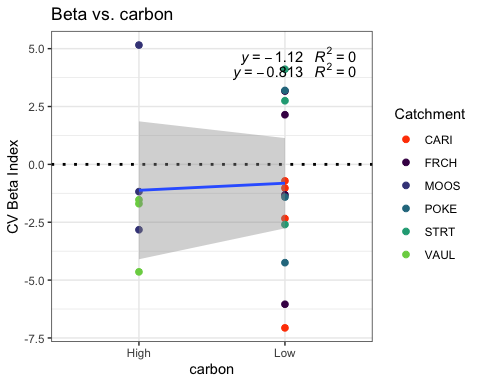 Beta vs. carbon
5.0
2.5
0.0
-2.5
-5.0
-7.5
CV Beta Index
y = −1.12 R² = 0
y = −0.813 R² = 0
High
Low
carbon
Catchment
CARI
FRCH
MOOS
POKE
STRT
VAUL